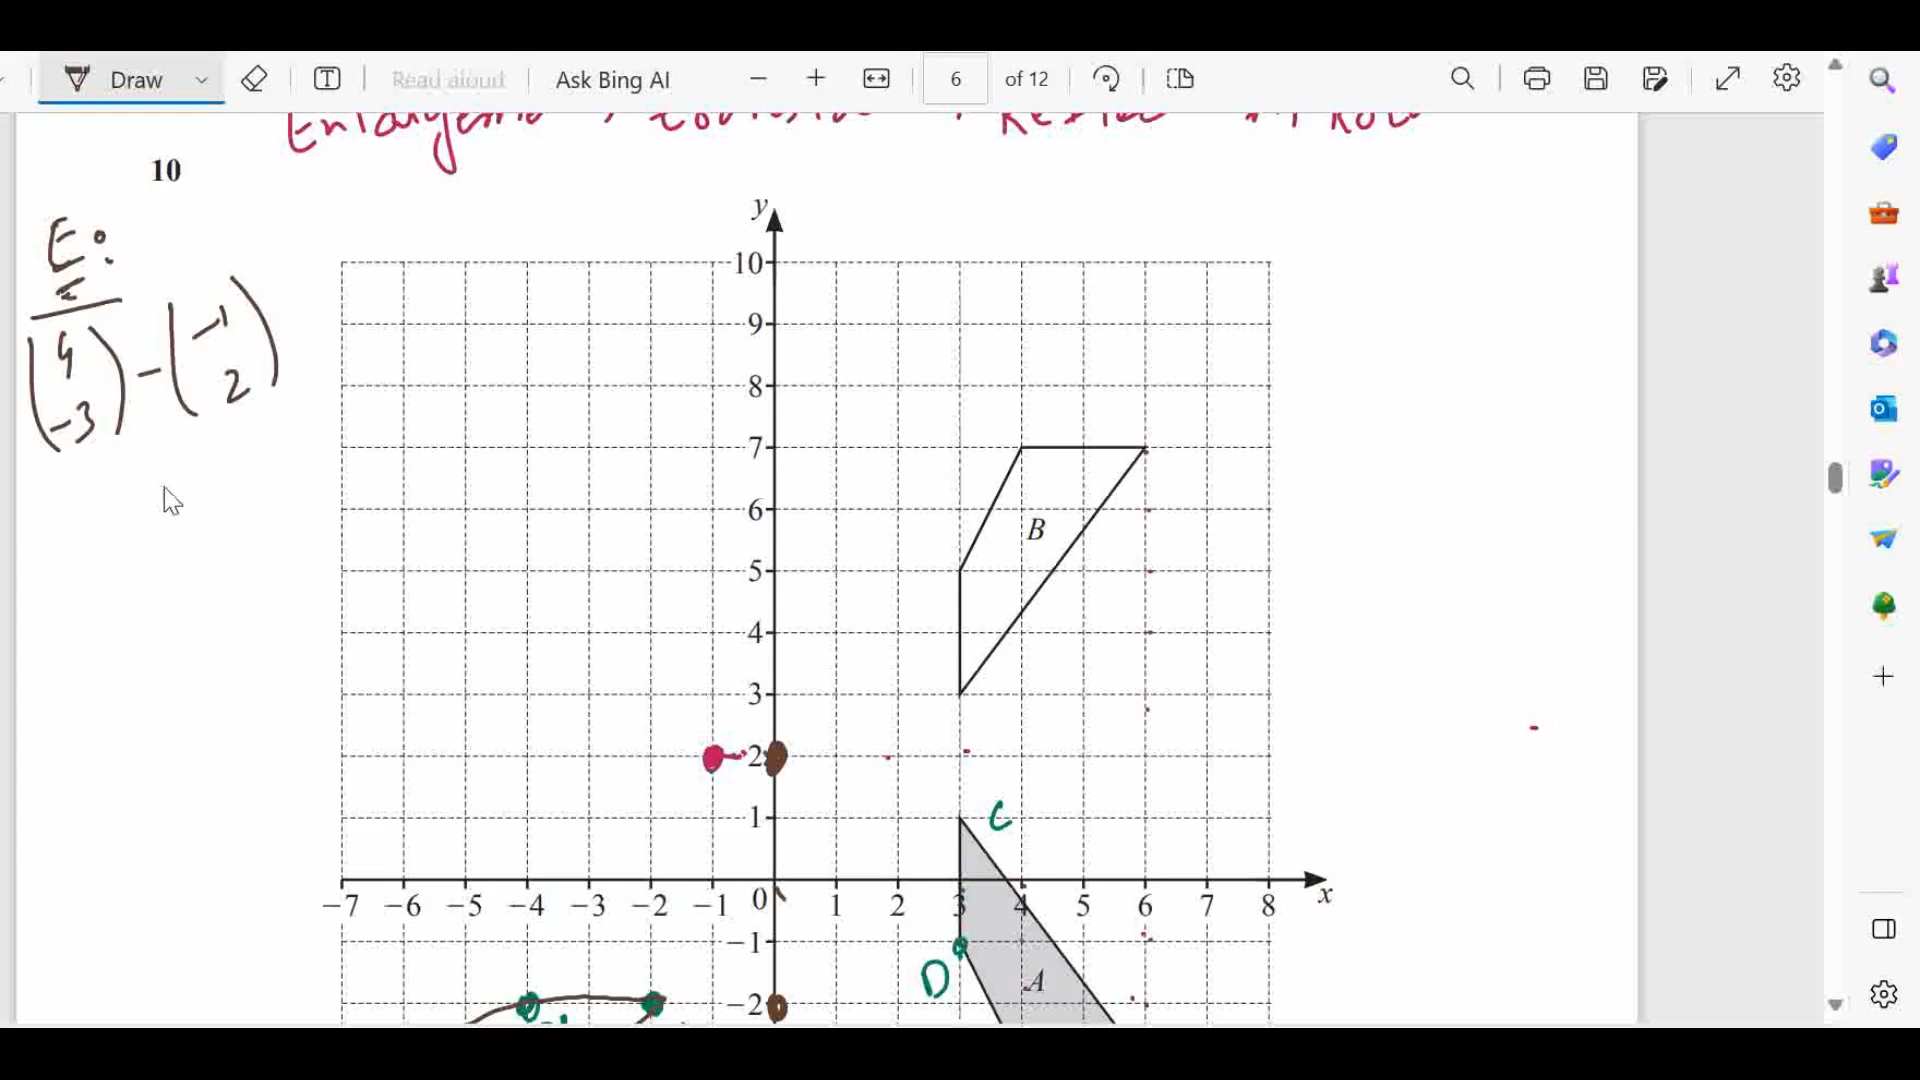 Draw
Read aloud
Ask Bing AI
6
of 12
10
E:
(4 -3) - (-1 2)
y
10
9
8
7
6
B
5
4
3
2
1
C
-7 -6 -5 -4 -3 -2 -1 0 1 2 3 4 5 6 7 8 x
-1
D
A
-2